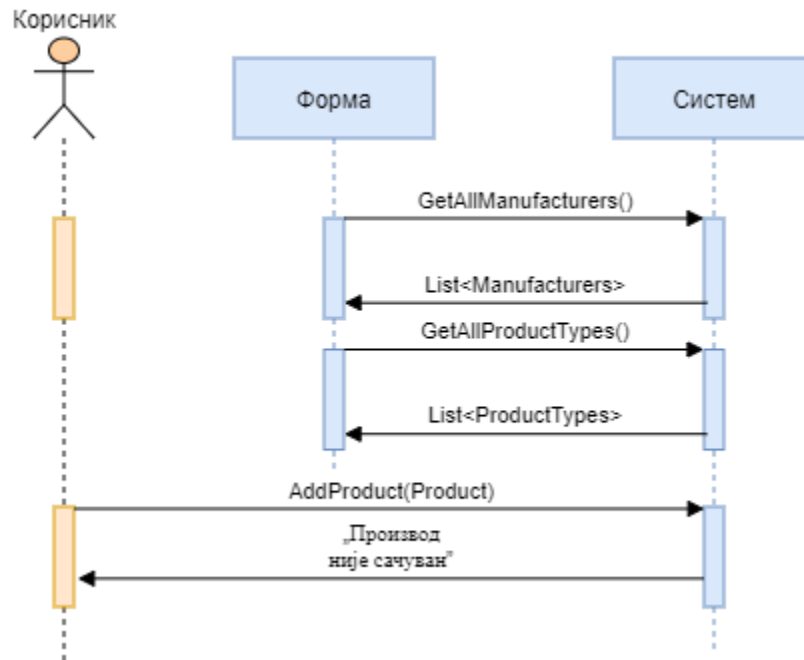 Корисник
Форма
Систем
GetAllManufacturers()
List<Manufacturers>
GetAllProductTypes()
List<ProductTypes>
AddProduct(Product)
„Производ
није сачуван”